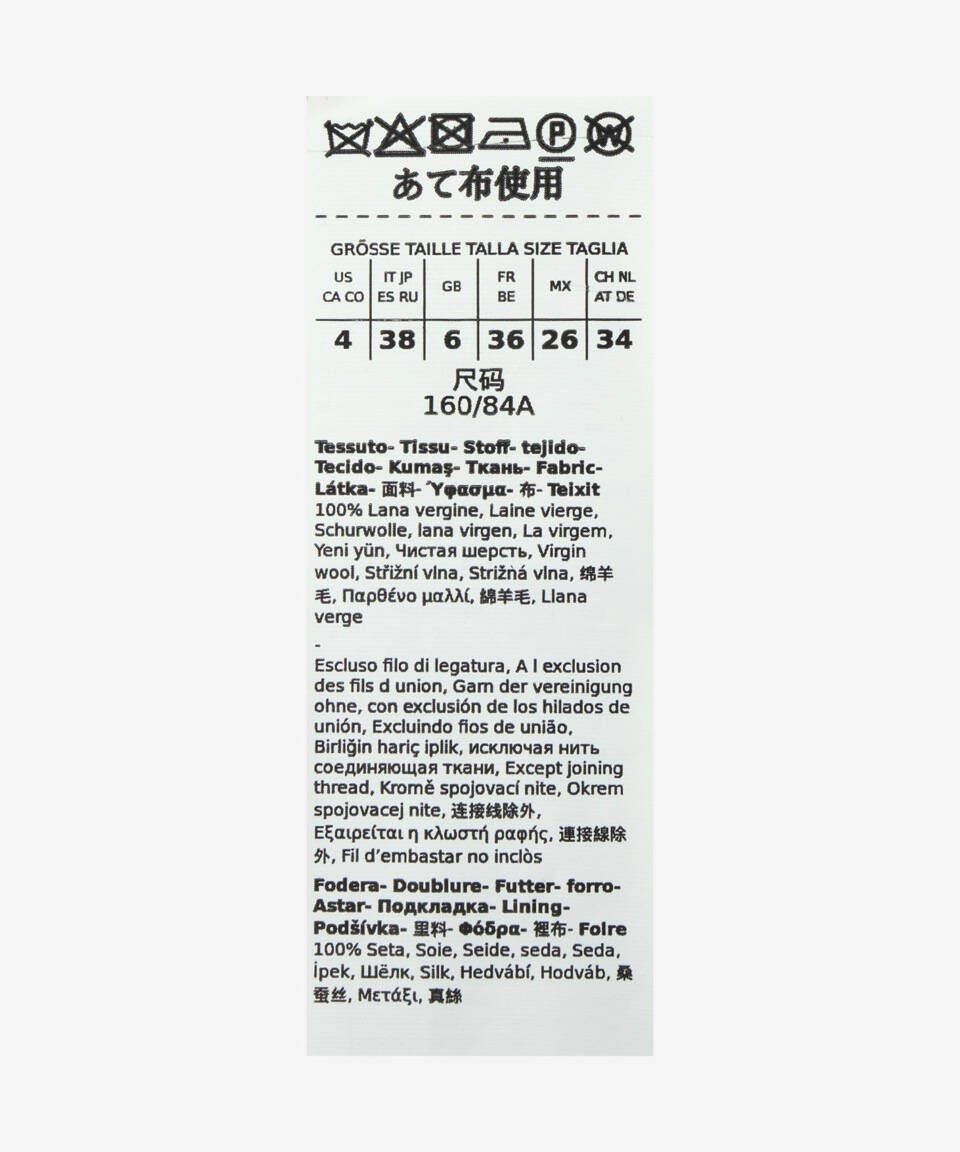 P W
あて布使用
GRÖSSE TAILLE TALLA SIZE TAGLIA
US CA CO IT JP ES RU GB FR BE MX CH NL AT DE
4 38 6 36 26 34
尺码
160/84A
Tessuto- Tissu- Stoff- tejido-
Tecido- Kumaş- Ткань- Fabric-
Látka- 面料- Ύφασμα- 布- Teixit
100% Lana vergine, Laine vierge,
Schurwolle, lana virgen, La virgem,
Yeni yün, Чистая шерсть, Virgin
wool, Střižní vlna, Strižná vlna, 绵羊
毛, Παρθένο μαλλί, 綿羊毛, Llana
verge
-
Escluso filo di legatura, A l exclusion
des fils d union, Garn der vereinigung
ohne, con exclusión de los hilados de
unión, Excluindo fios de união,
Birliğin hariç iplik, исключая нить
соединяющая ткани, Except joining
thread, Kromě spojovací nite, Okrem
spojovacej nite, 连接线除外,
Εξαιρείται η κλωστή ραφής, 連接線除
外, Fil d’embastar no inclòs
Fodera- Doublure- Futter- forro-
Astar- Подкладка- Lining-
Podšívka- 里料- Φόδρα- 裡布- Folre
100% Seta, Soie, Seide, seda, Seda,
İpek, Шёлк, Silk, Hedvábí, Hodváb, 桑
蚕丝, Μετάξι, 真絲